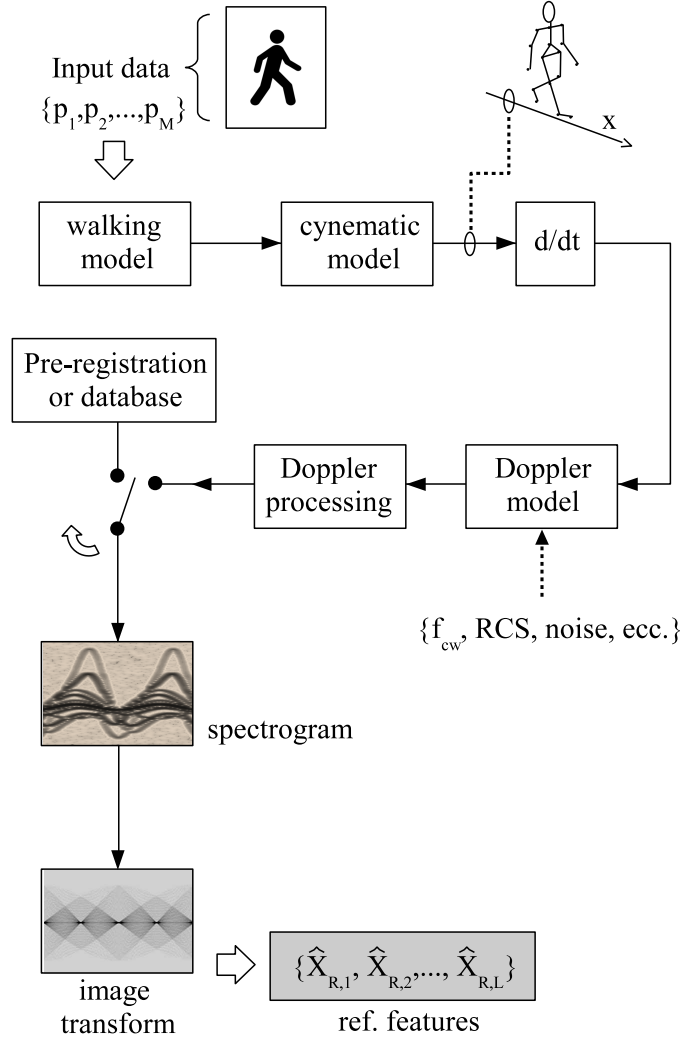 Input data
{p1,p2,...,pM}
x
walking
model
cynematic
model
d/dt
Pre-registration
or database
Doppler
processing
Doppler
model
{fcw, RCS, noise, ecc.}
spectrogram
{X̂R,1, X̂R,2,..., X̂R,L}
image
transform
ref. features